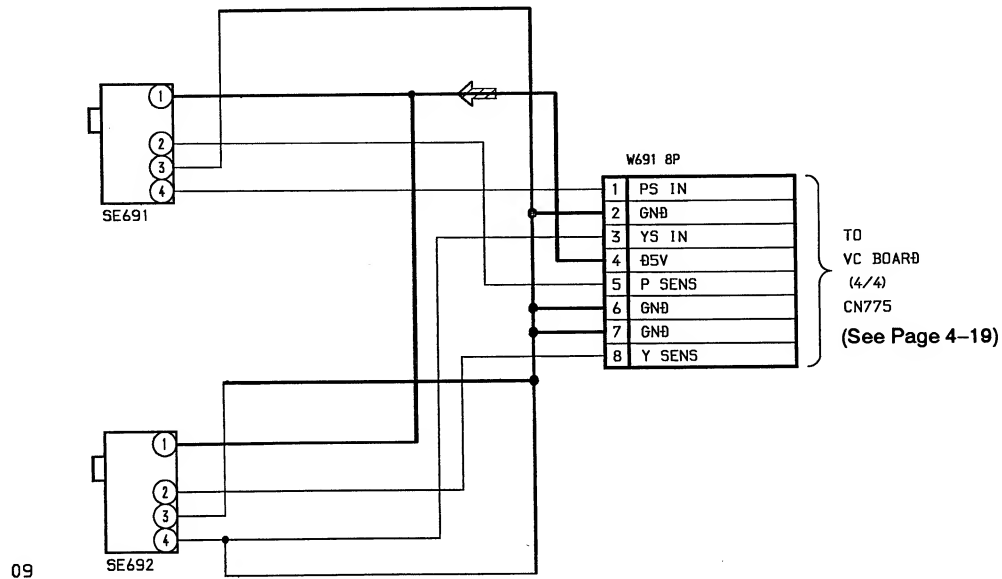 1
2
3
4
SE691
W691 8P
1 PS IN
2 GND
3 YS IN
4 D5V
5 P SENS
6 GND
7 GND
8 Y SENS
TO
VC BOARD
(4/4)
CN775
(See Page 4–19)
1
2
3
4
SE692
09